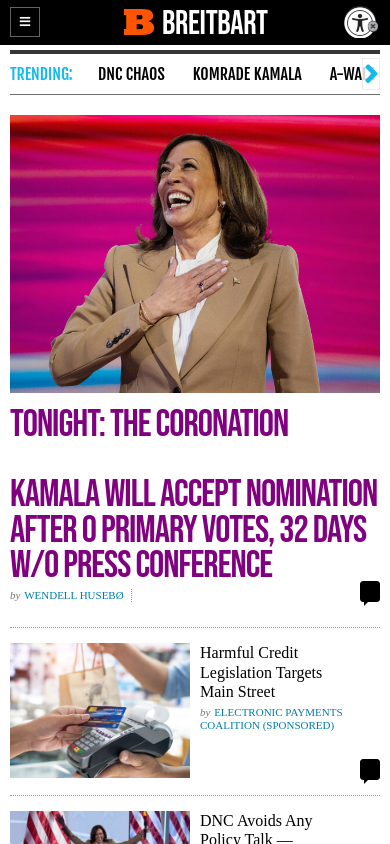 B BREITBART
TRENDING: DNC CHAOS KOMRADE KAMALA A-WA
TONIGHT: THE CORONATION
KAMALA WILL ACCEPT NOMINATION
AFTER 0 PRIMARY VOTES, 32 DAYS
W/O PRESS CONFERENCE
by WENDELL HUSEBØ
Harmful Credit
Legislation Targets
Main Street
by ELECTRONIC PAYMENTS
COALITION (SPONSORED)
DNC Avoids Any
Policy Talk —